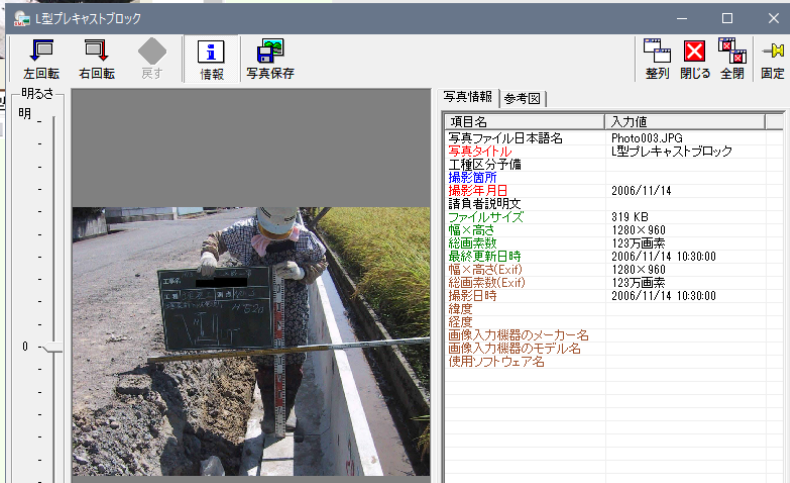 L型プレキャストブロック
左回転 右回転 戻す 情報 写真保存 整列 閉じる 全閉 固定
明るさ
明
0
写真情報 参考図
項目名 入力値
写真ファイル日本語名 Photo003.JPG
写真タイトル L型プレキャストブロック
工種区分予備
撮影箇所
撮影年月日 2006/11/14
請負者説明文
ファイルサイズ 319 KB
幅×高さ 1280×960
総画素数 123万画素
最終更新日時 2006/11/14 10:30:00
幅×高さ(Exif) 1280×960
総画素数(Exif) 123万画素
撮影日時 2006/11/14 10:30:00
緯度
経度
画像入力機器のメーカー名
画像入力機器のモデル名
使用ソフトウェア名
工事名
工種 測点